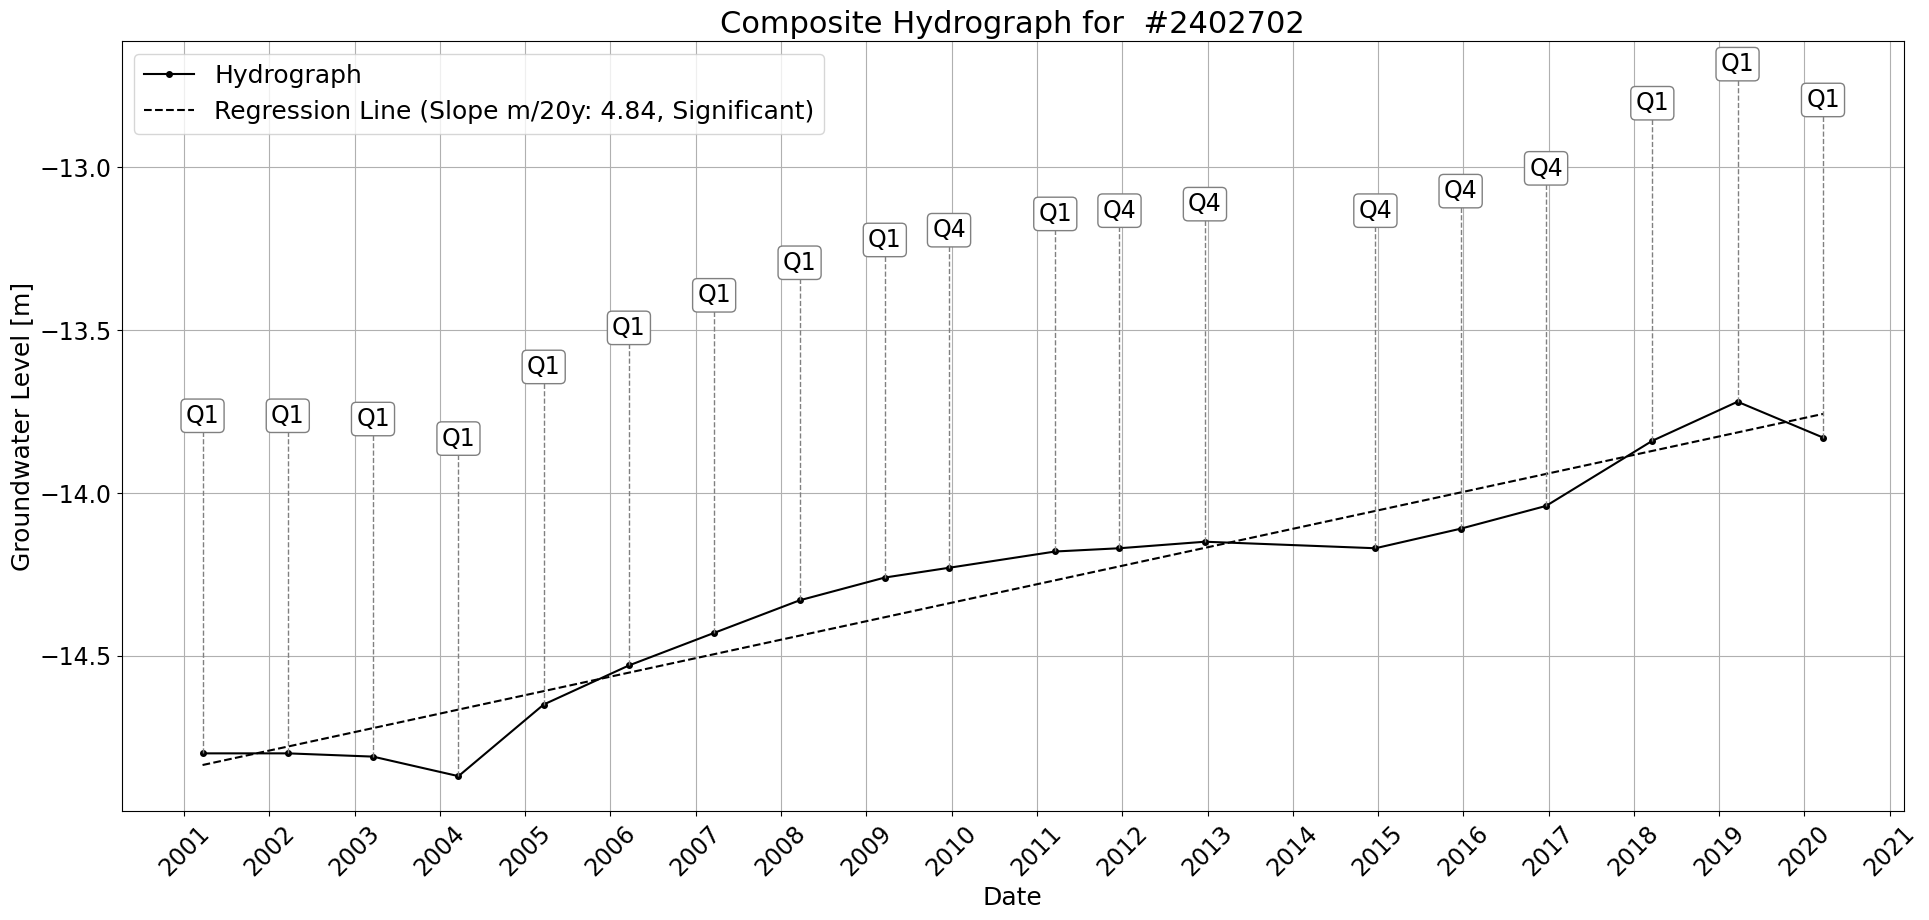 Composite Hydrograph for  #2402702
Hydrograph
Regression Line (Slope m/20y: 4.84, Significant)
Groundwater Level [m]
−13.0
−13.5
−14.0
−14.5
Q1
Q1
Q1
Q1
Q1
Q1
Q1
Q1
Q1
Q4
Q1
Q4
Q4
Q4
Q4
Q4
Q1
Q1
Q1
2001
2002
2003
2004
2005
2006
2007
2008
2009
2010
2011
2012
2013
2014
2015
2016
2017
2018
2019
2020
2021
Date